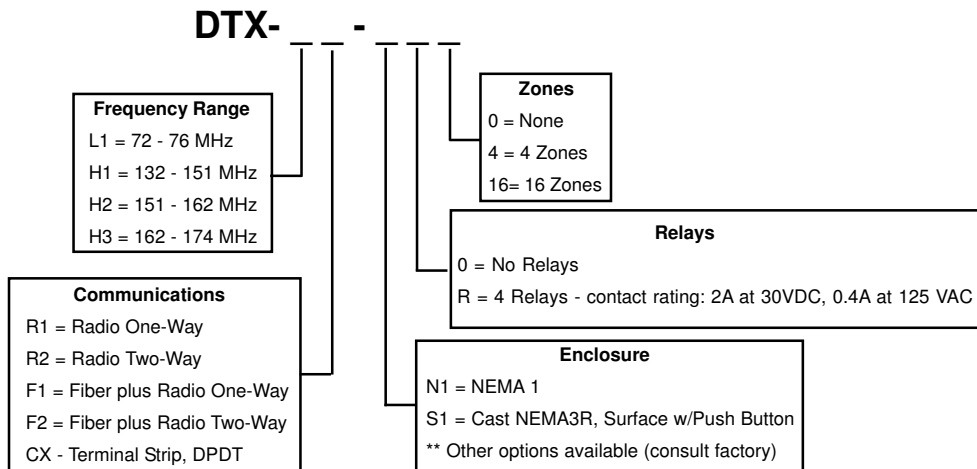 DTX- _ _ - _ _ _
Frequency Range
L1 = 72 - 76 MHz
H1 = 132 - 151 MHz
H2 = 151 - 162 MHz
H3 = 162 - 174 MHz
Communications
R1 = Radio One-Way
R2 = Radio Two-Way
F1 = Fiber plus Radio One-Way
F2 = Fiber plus Radio Two-Way
CX - Terminal Strip, DPDT
Zones
0 = None
4 = 4 Zones
16= 16 Zones
Relays
0 = No Relays
R = 4 Relays - contact rating: 2A at 30VDC, 0.4A at 125 VAC
Enclosure
N1 = NEMA 1
S1 = Cast NEMA3R, Surface w/Push Button
** Other options available (consult factory)